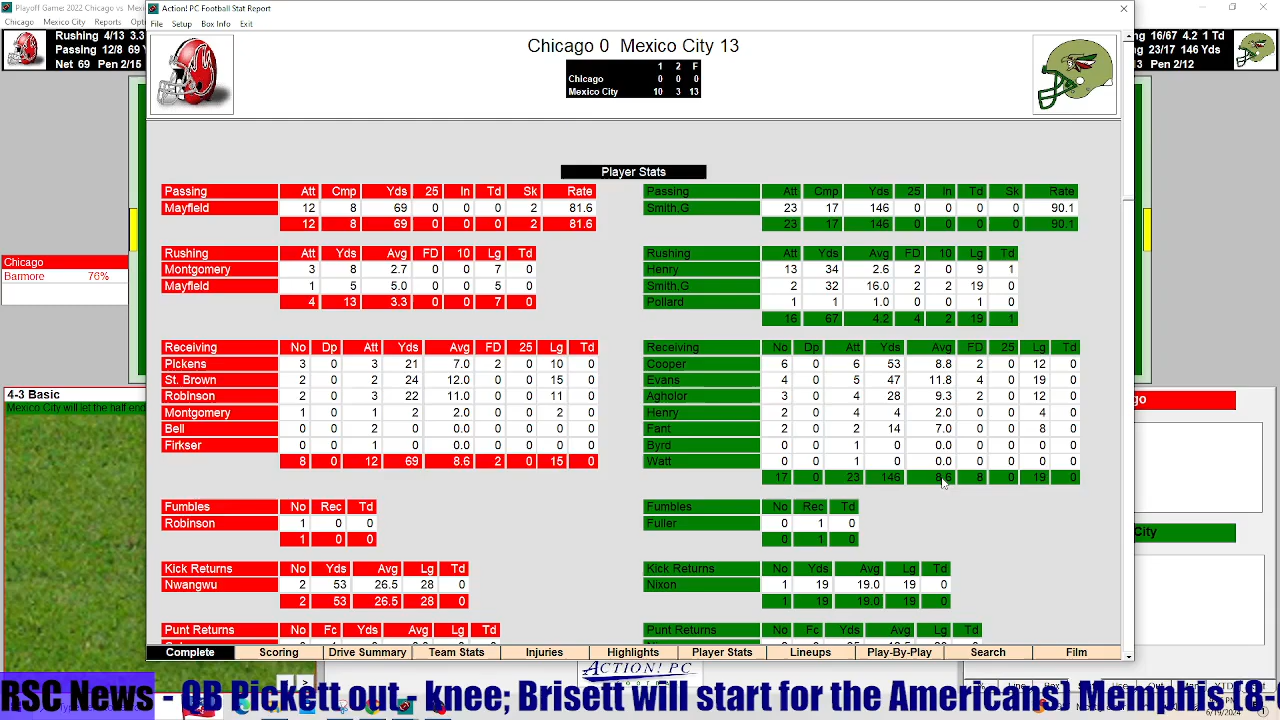 Playoff Game: 2022 Chicago vs Me
Action! PC Football Stat Report
Chicago Mexico City Reports
File Setup Box Info Exit
Rushing 4/13 3.3
Passing 12/8 69
Net 69 Pen 2/15
16/67 4.2 1 Td
23/17 146 Yds
Pen 2/12
Chicago 0 Mexico City 13
1 2 F
Chicago 0 0 0
Mexico City 10 3 13
Player Stats
Passing Att Cmp Yds 25 In Td Sk Rate
Mayfield 12 8 69 0 0 0 2 81.6
12 8 69 0 0 0 2 81.6
Passing Att Cmp Yds 25 In Td Sk Rate
Smith,G 23 17 146 0 0 0 0 90.1
23 17 146 0 0 0 0 90.1
Rushing Att Yds Avg FD 10 Lg Td
Montgomery 3 8 2.7 0 0 7 0
Mayfield 1 5 5.0 0 0 5 0
4 13 3.3 0 0 7 0
Rushing Att Yds Avg FD 10 Lg Td
Henry 13 34 2.6 2 0 9 1
Smith,G 2 32 16.0 2 2 19 0
Pollard 1 1 1.0 0 0 1 0
16 67 4.2 4 2 19 1
Chicago
Barmore 76%
Receiving No Dp Att Yds Avg FD 25 Lg Td
Pickens 3 0 3 21 7.0 2 0 10 0
St. Brown 2 0 2 24 12.0 0 0 15 0
Robinson 2 0 3 22 11.0 0 0 11 0
Montgomery 1 0 1 2 2.0 0 0 2 0
Bell 0 0 2 0 0.0 0 0 0 0
Firkser 0 0 1 0 0.0 0 0 0 0
8 0 12 69 8.6 2 0 15 0
Receiving No Dp Att Yds Avg FD 25 Lg Td
Cooper 6 0 6 53 8.8 2 0 12 0
Evans 4 0 5 47 11.8 4 0 19 0
Agholor 3 0 4 28 9.3 2 0 12 0
Henry 2 0 4 4 2.0 0 0 4 0
Fant 2 0 2 14 7.0 0 0 8 0
Byrd 0 0 1 0 0.0 0 0 0 0
Watt 0 0 1 0 0.0 0 0 0 0
17 0 23 146 8.6 8 0 19 0
4-3 Basic
Mexico City will let the half end
City
Fumbles No Rec Td
Robinson 1 0 0
1 0 0
Fumbles No Rec Td
Fuller 0 1 0
0 1 0
Kick Returns No Yds Avg Lg Td
Nwangwu 2 53 26.5 28 0
2 53 26.5 28 0
Kick Returns No Yds Avg Lg Td
Nixon 1 19 19.0 19 0
1 19 19.0 19 0
Punt Returns No Fc Yds Avg Lg Td
Punt Returns No Fc Yds Avg Lg Td
Complete Scoring Drive Summary Team Stats Injuries Highlights Player Stats Lineups Play-By-Play Search Film
ACTION! PC
RSC News - QB Pickett out - knee; Brisett will start for the Americans! Memphis (8-